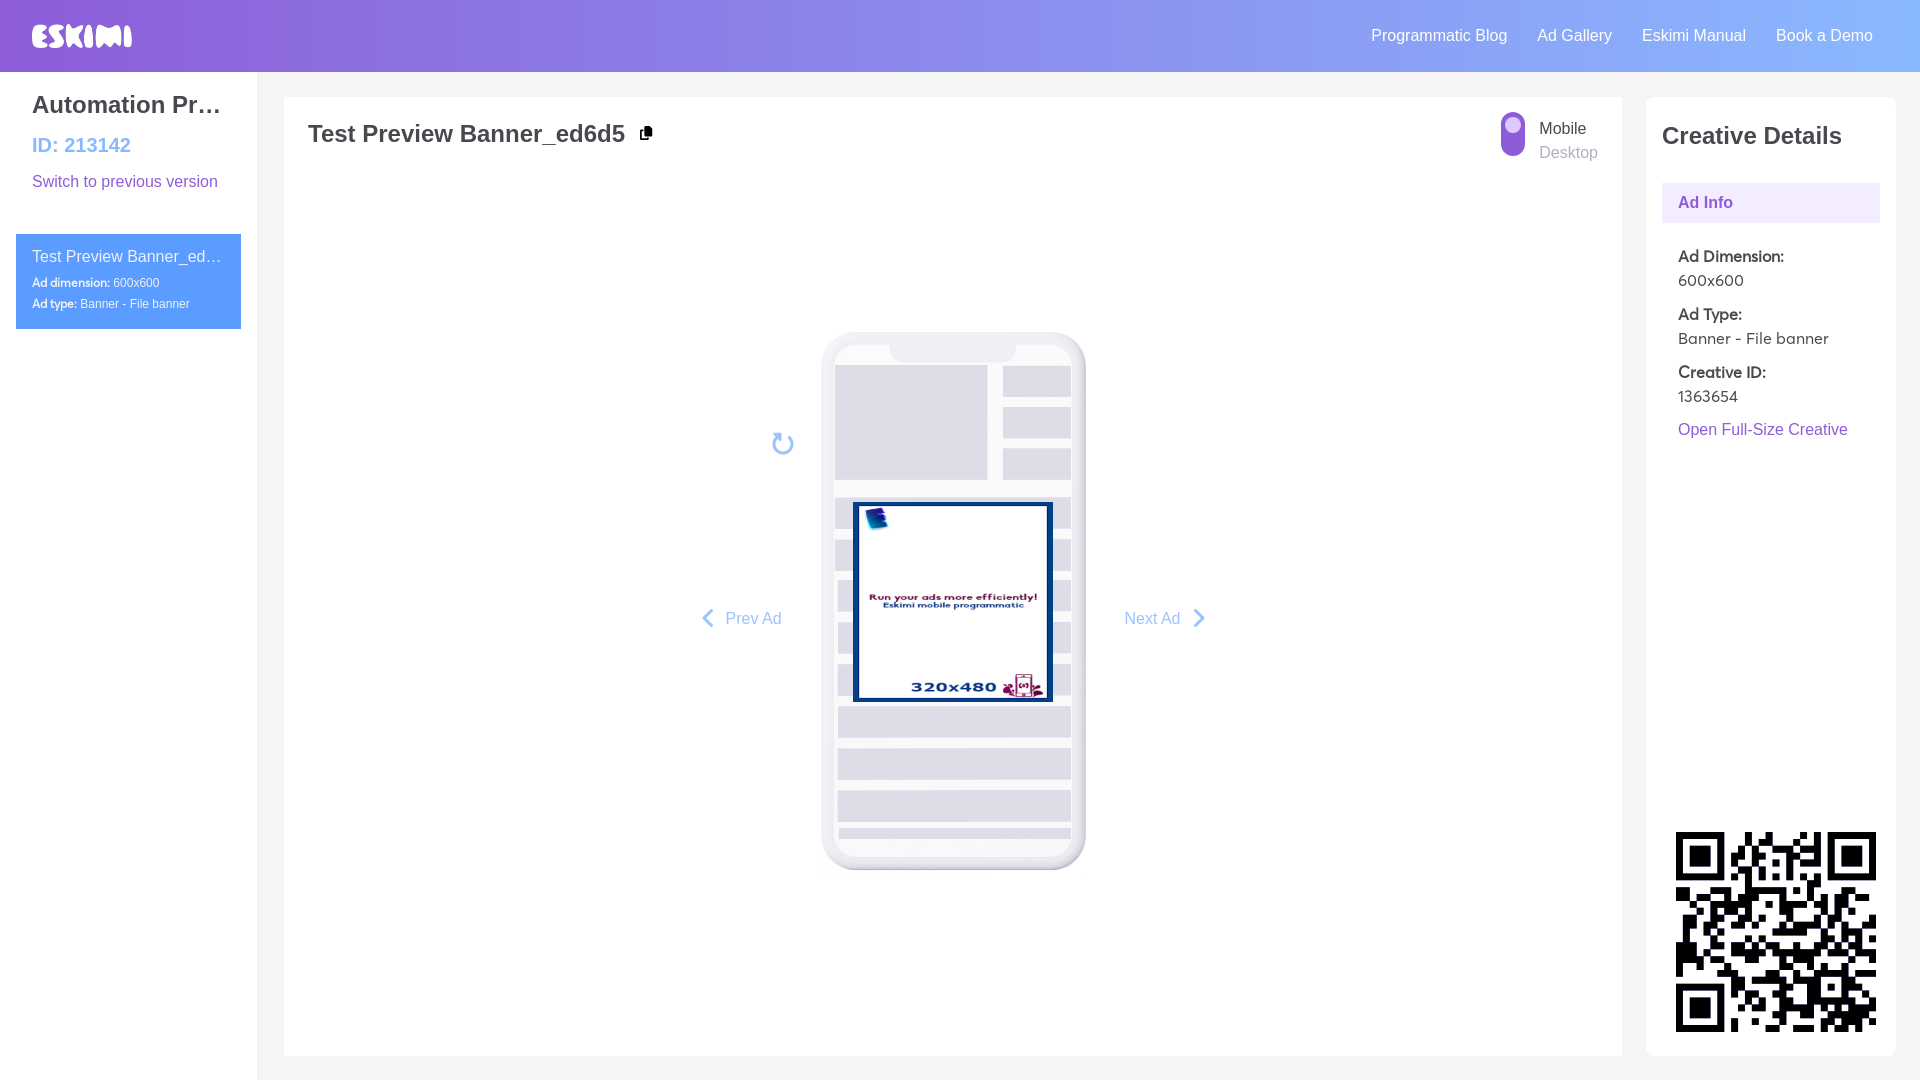 ESKIMI
Programmatic Blog
Ad Gallery
Eskimi Manual
Book a Demo
Automation Pr...
ID: 213142
Switch to previous version
Test Preview Banner_ed...
Ad dimension: 600x600
Ad type: Banner - File banner
Test Preview Banner_ed6d5
Mobile
Desktop
Prev Ad
Run your ads more efficiently!
Eskimi mobile programmatic
320x480
Next Ad
Creative Details
Ad Info
Ad Dimension:
600x600
Ad Type:
Banner - File banner
Creative ID:
1363654
Open Full-Size Creative